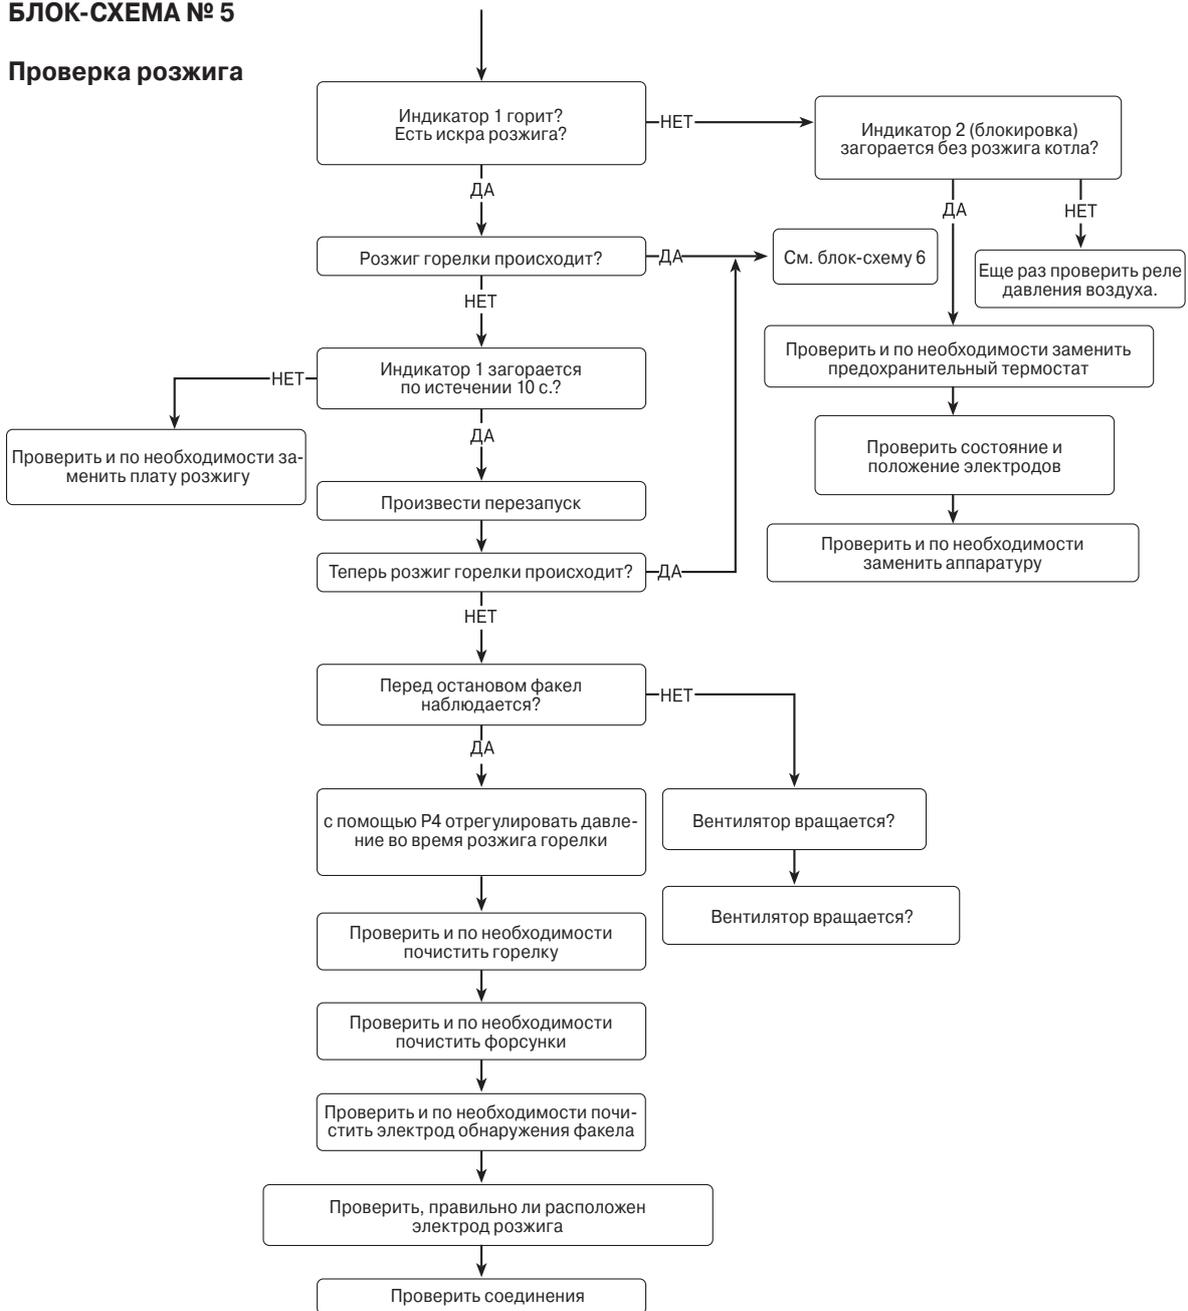 БЛОК-СХЕМА № 5
Проверка розжига
Индикатор 1 горит?
Есть искра розжига?
НЕТ
Индикатор 2 (блокировка)
загорается без розжига котла?
ДА
ДА
НЕТ
Розжиг горелки происходит?
ДА
См. блок-схему 6
Еще раз проверить реле
давления воздуха.
НЕТ
Индикатор 1 загорается
по истечении 10 с.?
НЕТ
Проверить и по необходимости заменить
предохранительный термостат
ДА
Проверить и по необходимости за-
менить плату розжигу
Проверить состояние и
положение электродов
Произвести перезапуск
Проверить и по необходимости
заменить аппаратуру
Теперь розжиг горелки происходит?
ДА
НЕТ
Перед остановом факел
наблюдается?
НЕТ
ДА
с помощью P4 отрегулировать давле-
ние во время розжига горелки
Вентилятор вращается?
Вентилятор вращается?
Проверить и по необходимости
почистить горелку
Проверить и по необходимости
почистить форсунки
Проверить и по необходимости почи-
стить электрод обнаружения факела
Проверить, правильно ли расположен
электрод розжига
Проверить соединения